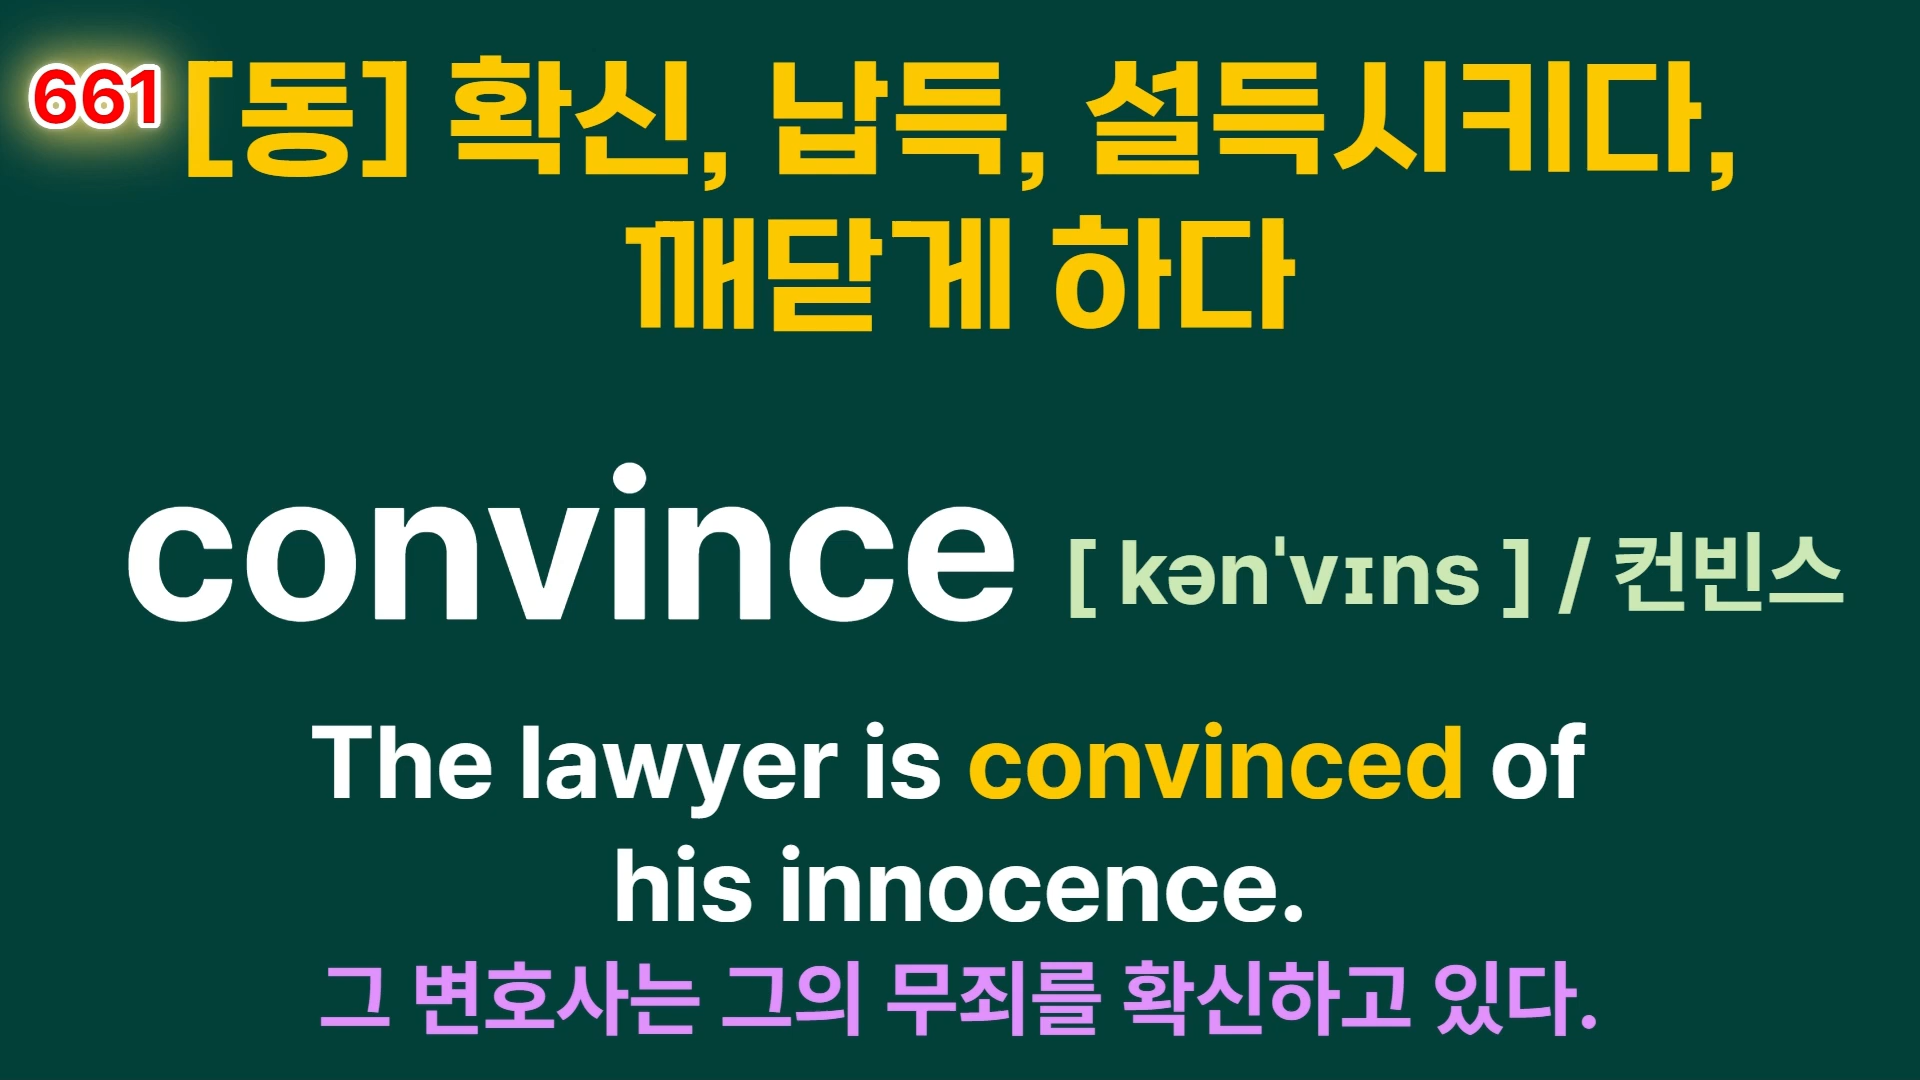 661 [동] 확신, 납득, 설득시키다,
깨닫게 하다
convince [ kənˈvɪns ] / 컨빈스
The lawyer is convinced of
his innocence.
그 변호사는 그의 무죄를 확신하고 있다.